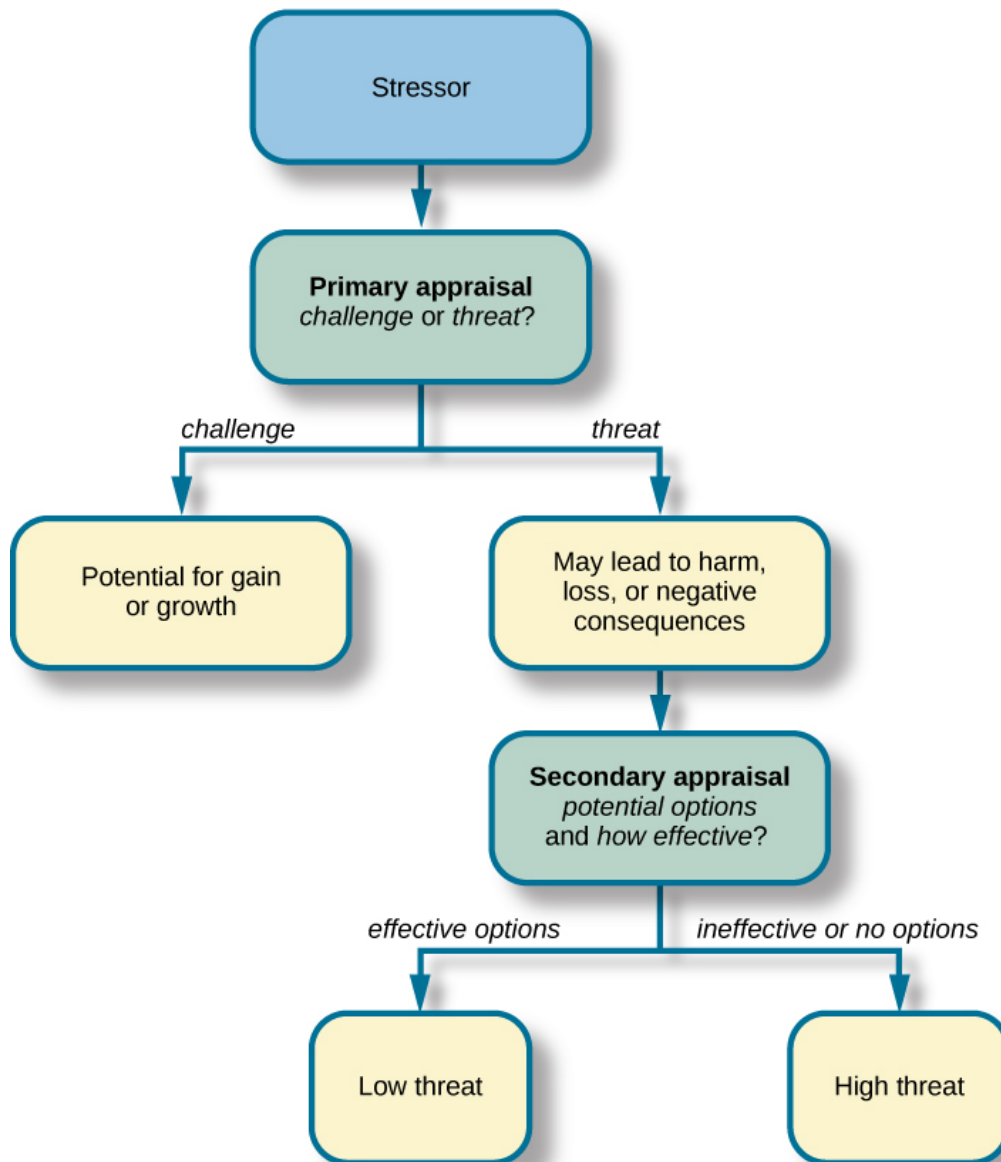 Stressor
Primary appraisal
challenge or threat?
challenge
threat
Potential for gain
or growth
May lead to harm,
loss, or negative
consequences
Secondary appraisal
potential options
and how effective?
effective options
ineffective or no options
Low threat
High threat